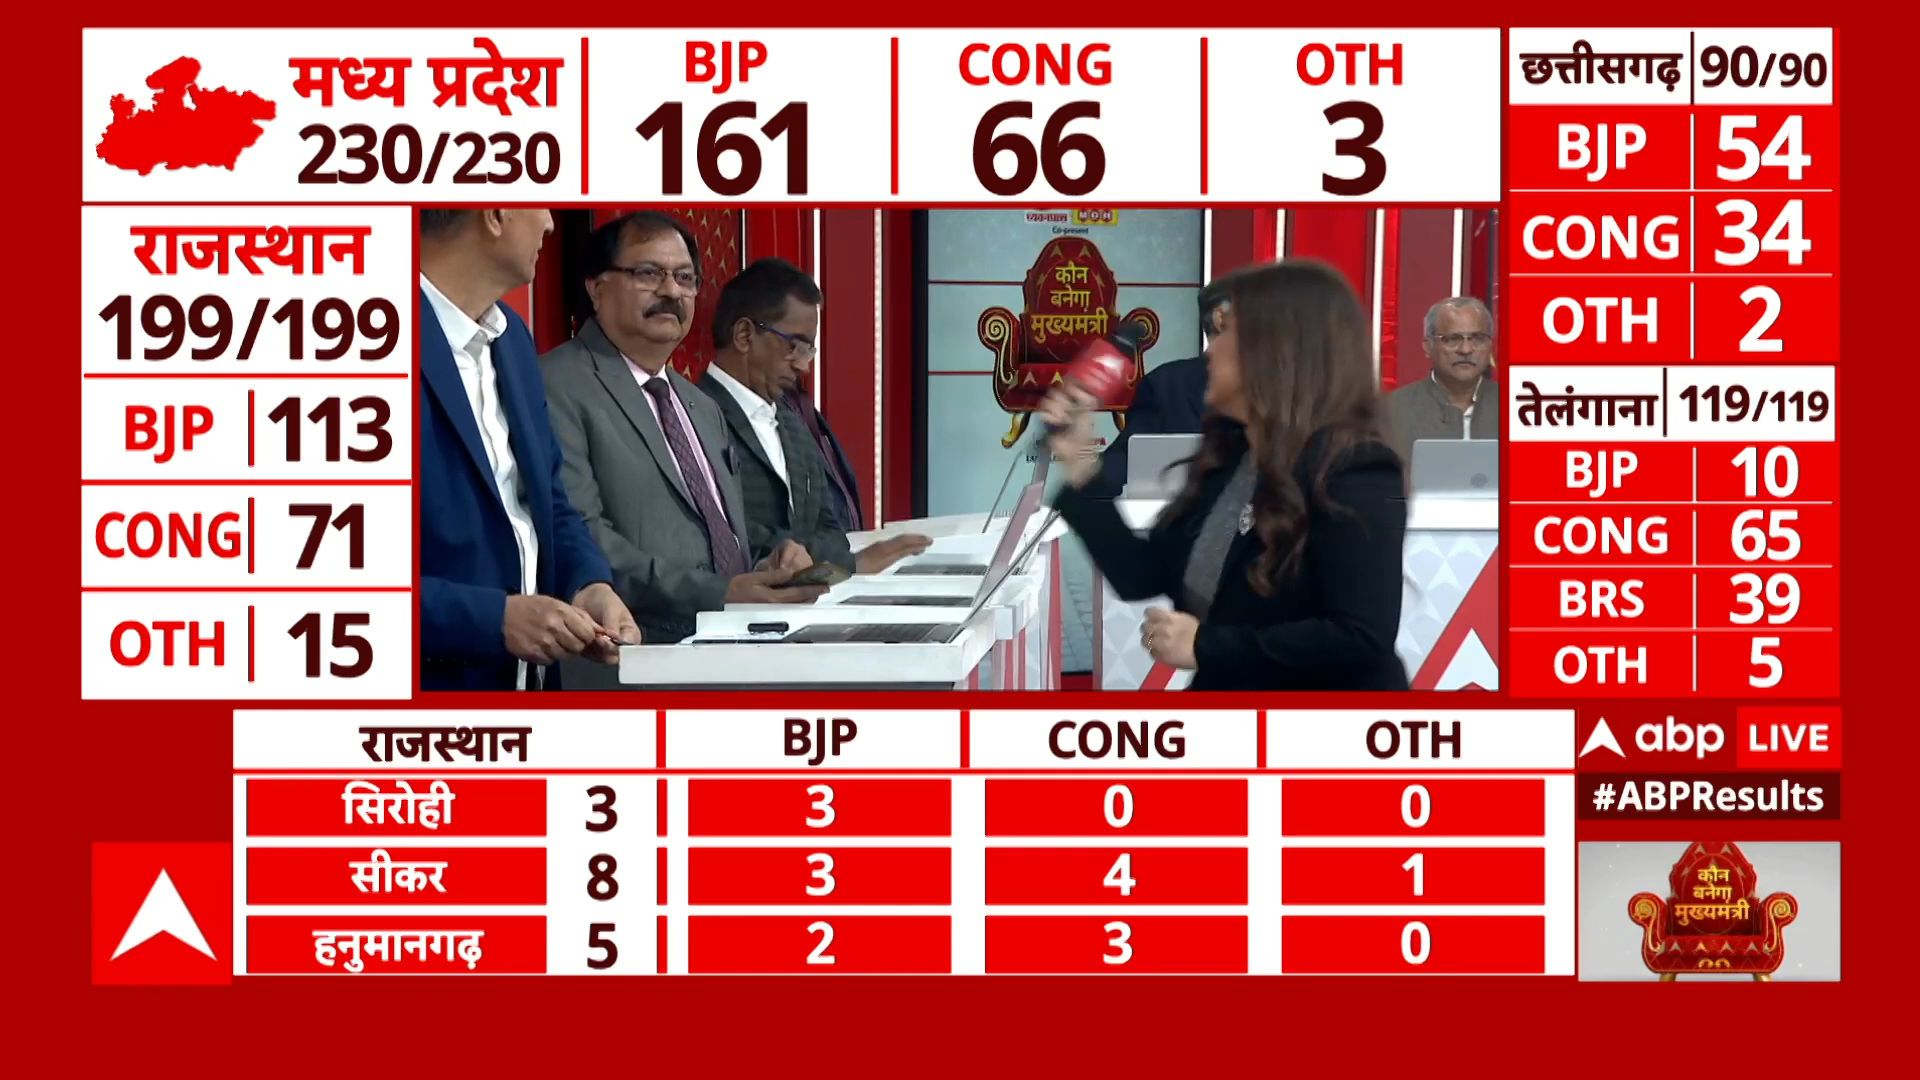 मध्य प्रदेश
230/230
BJP
161
CONG
66
OTH
3
छत्तीसगढ़ 90/90
BJP 54
CONG 34
OTH 2
राजस्थान
199/199
BJP 113
CONG 71
OTH 15
तेलंगाना 119/119
BJP 10
CONG 65
BRS 39
OTH 5
MDH
Co-present
कौन
बनेगा
मुख्यमंत्री
राजस्थान BJP CONG OTH
सिरोही 3 3 0 0
सीकर 8 3 4 1
हनुमानगढ़ 5 2 3 0
abp LIVE
#ABPResults
कौन
बनेगा
मुख्यमंत्री